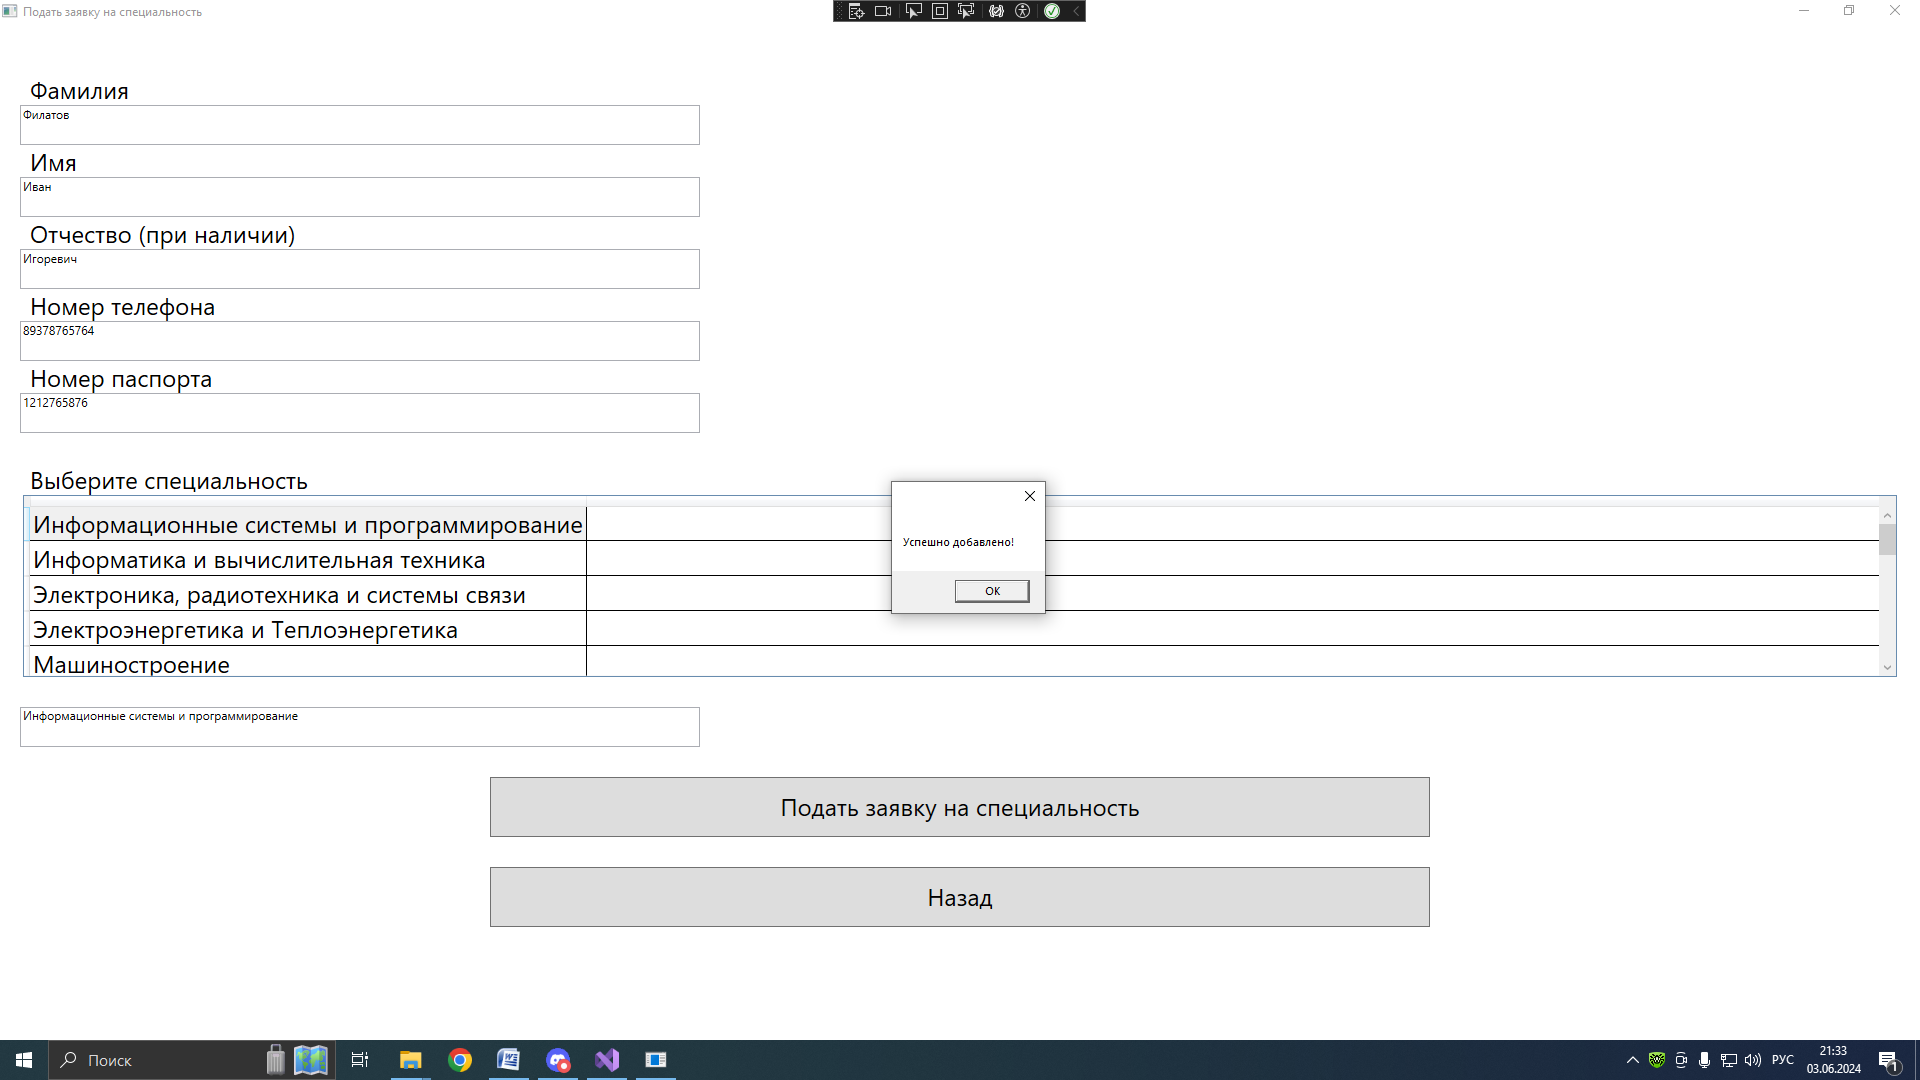 Подать заявку на специальность
Фамилия
Филатов
Имя
Иван
Отчество (при наличии)
Игоревич
Номер телефона
89378765764
Номер паспорта
1212765876
Выберите специальность
Информационные системы и программирование
Информатика и вычислительная техника
Электроника, радиотехника и системы связи
Электроэнергетика и Теплоэнергетика
Машиностроение
Успешно добавлено!
ОК
Информационные системы и программирование
Подать заявку на специальность
Назад
Поиск
РУС
21:33
03.06.2024
1